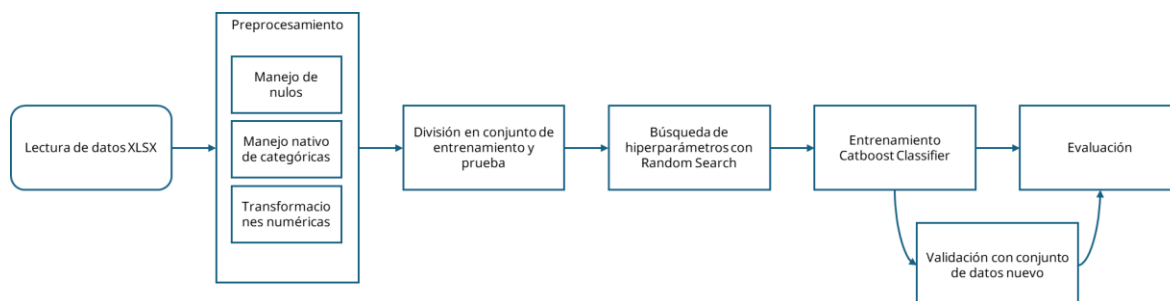 Lectura de datos XLSX
Preprocesamiento
Manejo de
nulos
Manejo nativo
de categóricas
Transformacio
nes numéricas
División en conjunto de
entrenamiento y
prueba
Búsqueda de
hiperparámetros con
Random Search
Entrenamiento
Catboost Classifier
Evaluación
Validación con conjunto
de datos nuevo